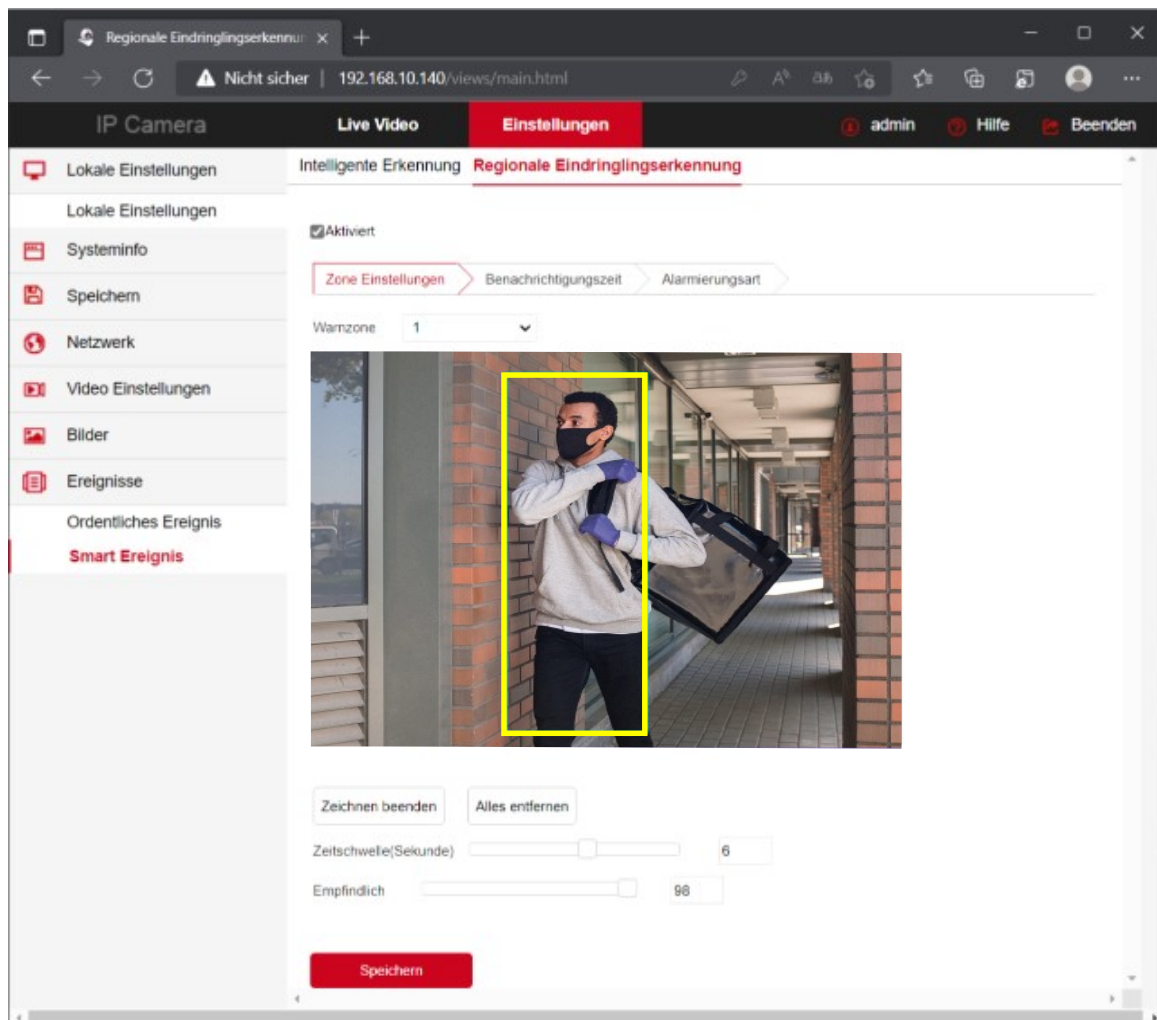 Regionale Eindringlingserkennu
Nicht sicher | 192.168.10.140/views/main.html
IP Camera Live Video Einstellungen admin Hilfe Beenden
Lokale Einstellungen
Lokale Einstellungen
Systeminfo
Speichern
Netzwerk
Video Einstellungen
Bilder
Ereignisse
Ordentliches Ereignis
Smart Ereignis
Intelligente Erkennung Regionale Eindringlingserkennung
Aktiviert
Zone Einstellungen Benachrichtigungszeit Alarmierungsart
Warnzone 1
Zeichnen beenden Alles entfernen
Zeitschwelle(Sekunde) 6
Empfindlich 98
Speichern